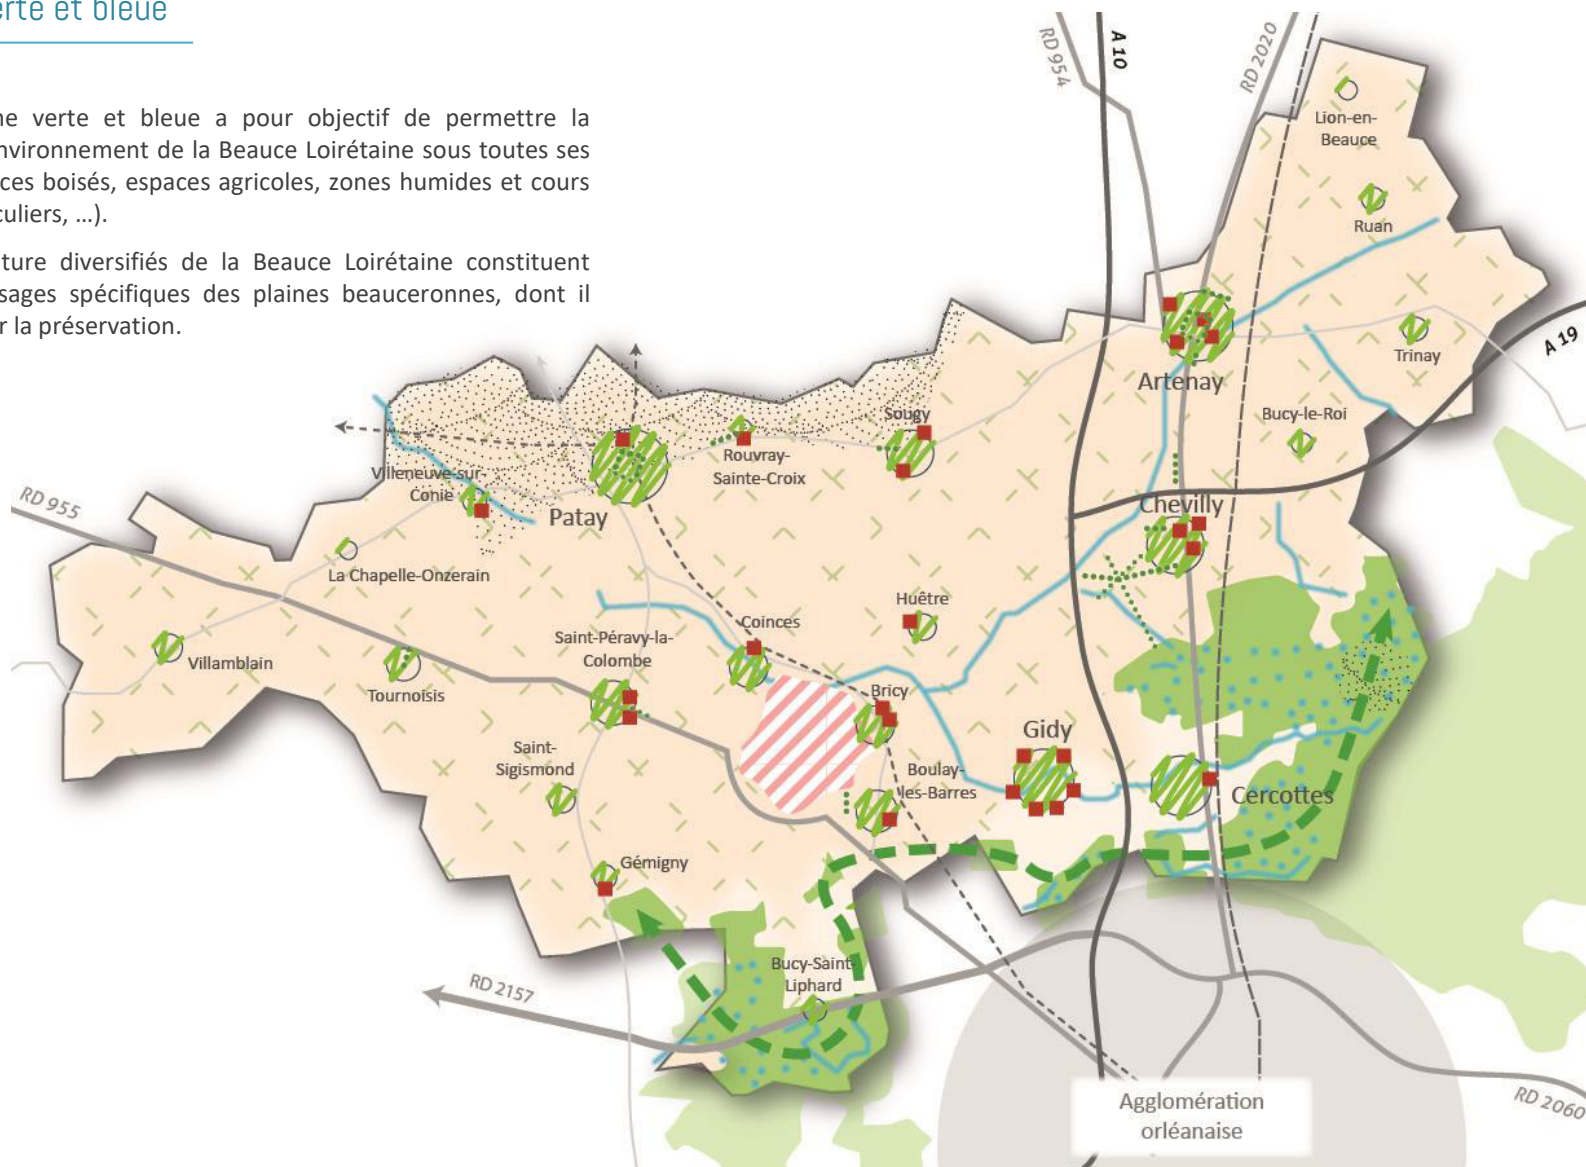 erte et bleue
ne verte et bleue a pour objectif de permettre la
nvironnement de la Beauce Loirétaine sous toutes ses
ces boisés, espaces agricoles, zones humides et cours
culiers, ...).
ture diversifiés de la Beauce Loirétaine constituent
sages spécifiques des plaines beauceronnes, dont il
r la préservation.
RD 954
A 10
RD 2020
Lion-en-
Beauce
Ruan
A 19
Trinay
Artenay
Bucy-le-Roi
Sougy
Rouvray-
Sainte-Croix
Villeneuve-sur-
Conie
Patay
Chevilly
RD 955
La Chapelle-Onzerain
Huêtre
Coinces
Saint-Péravy-la-
Colombe
Villamblain
Tournoisis
Bricy
Gidy
Saint-
Sigismond
Boulay-
les-Barres
Cercottes
Gémigny
Bucy-Saint-
Liphard
RD 2157
Agglomération
orléanaise
RD 2060